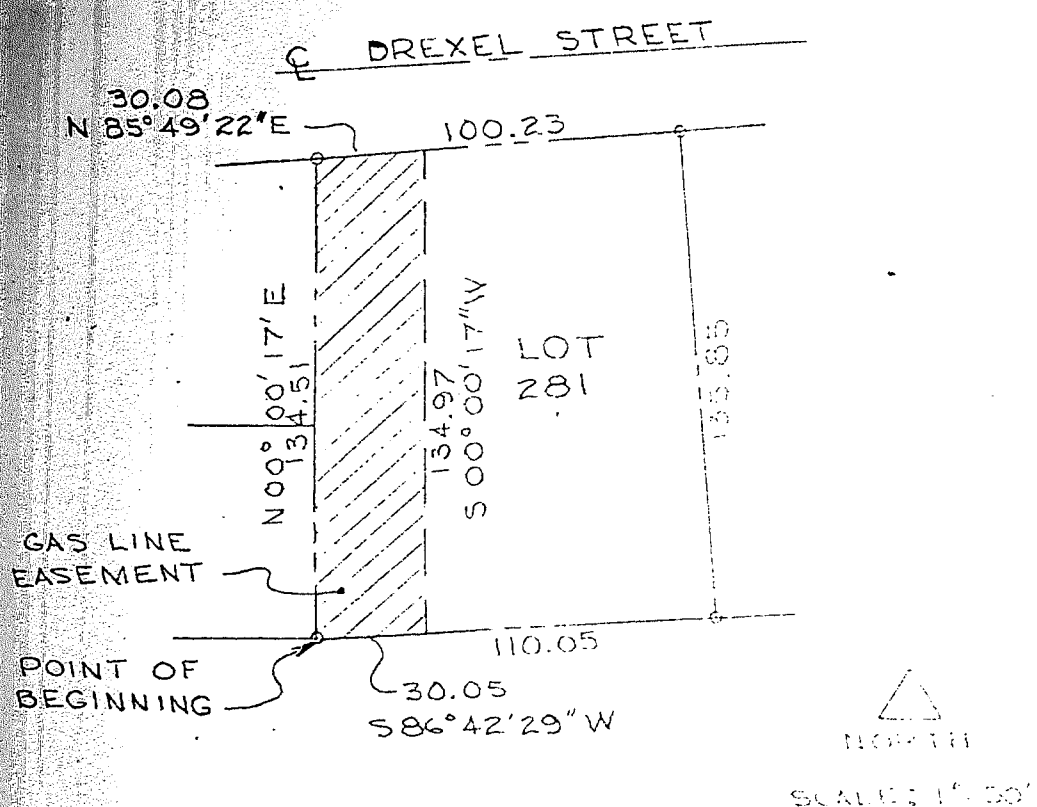 ℄ DREXEL STREET
30.08
N 85°49'22"E
100.23
N 00° 00' 17' E
134.51
134.97
S 00° 00' 17" W
LOT
281
GAS LINE
EASEMENT
POINT OF
BEGINNING
110.05
30.05
S 86° 42' 29" W
NORTH